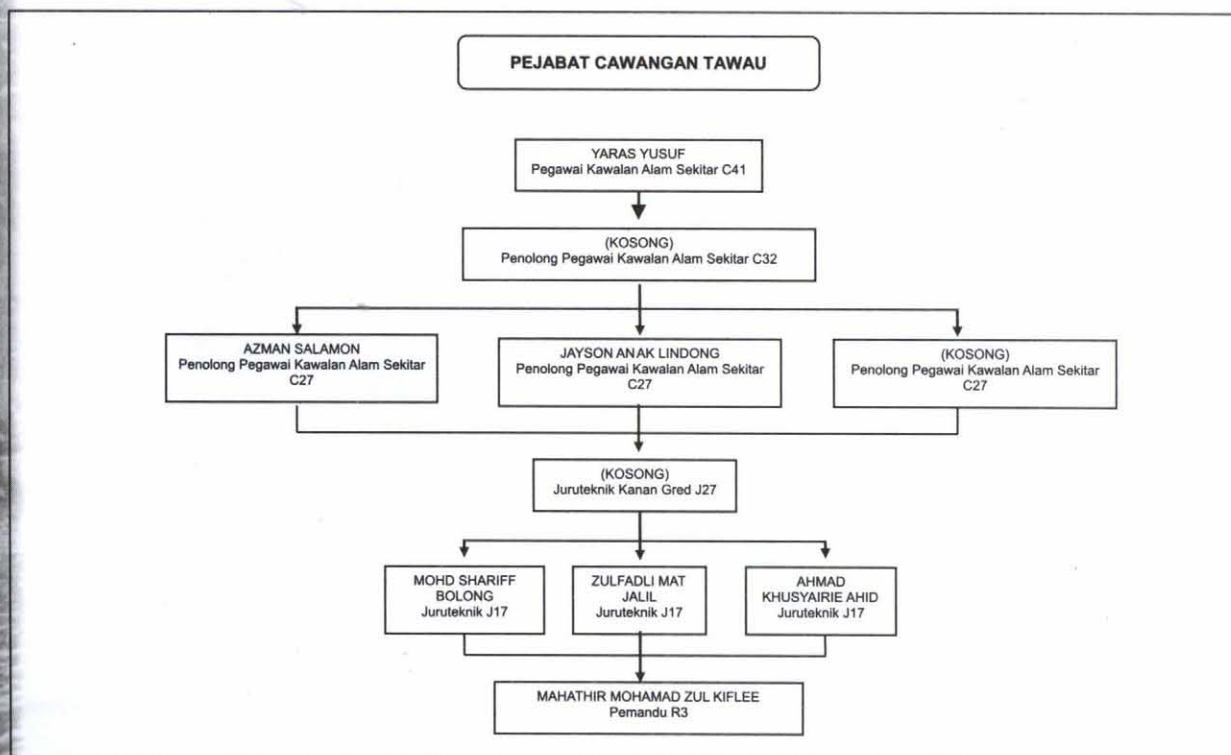 PEJABAT CAWANGAN TAWAU
YARAS YUSUF
Pegawai Kawalan Alam Sekitar C41
(KOSONG)
Penolong Pegawai Kawalan Alam Sekitar C32
AZMAN SALAMON
Penolong Pegawai Kawalan Alam Sekitar
C27
JAYSON ANAK LINDONG
Penolong Pegawai Kawalan Alam Sekitar
C27
(KOSONG)
Penolong Pegawai Kawalan Alam Sekitar
C27
(KOSONG)
Juruteknik Kanan Gred J27
MOHD SHARIFF
BOLONG
Juruteknik J17
ZULFADLI MAT
JALIL
Juruteknik J17
AHMAD
KHUSYAIRIE AHID
Juruteknik J17
MAHATHIR MOHAMAD ZUL KIFLEE
Pemandu R3